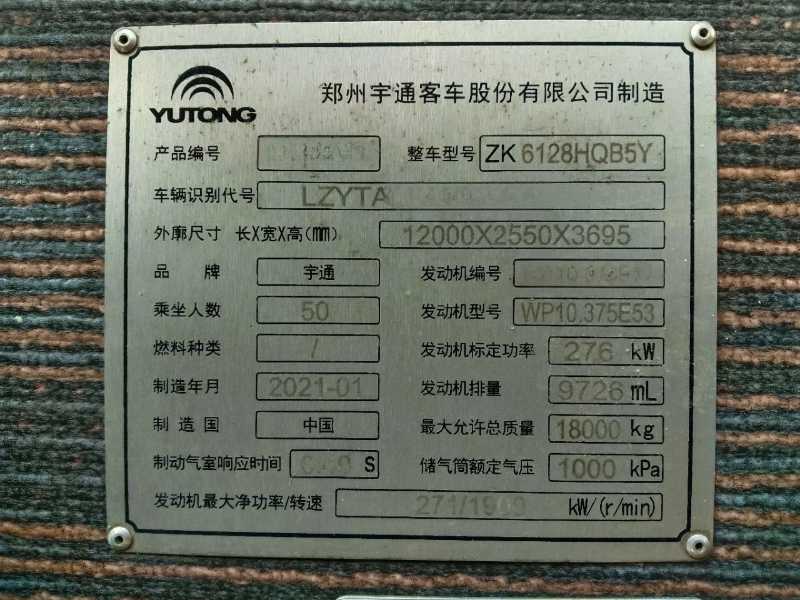 YUTONG 郑州宇通客车股份有限公司制造
产品编号 整车型号 ZK 6128HQB5Y
车辆识别代号 LZYTA
外廓尺寸 长X宽X高(mm) 12000X2550X3695
品牌 宇通 发动机编号
乘坐人数 50 发动机型号 WP10.375E53
燃料种类 / 发动机标定功率 276 kW
制造年月 2021-01 发动机排量 9726 mL
制造国 中国 最大允许总质量 18000 kg
制动气室响应时间 S 储气筒额定气压 1000 kPa
发动机最大净功率/转速 kW/(r/min)